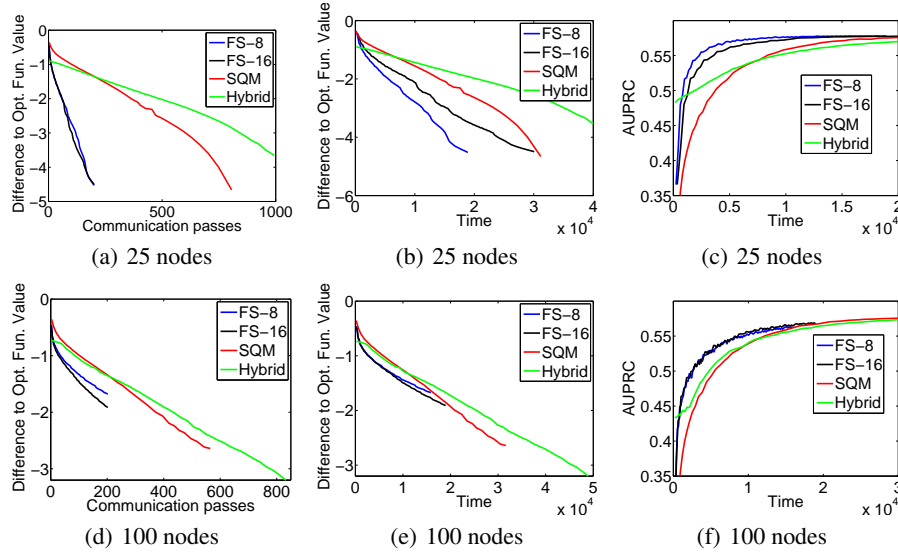 Difference to Opt. Fun. Value
0
−1
−2
−3
−4
−5
0 500 1000
Communication passes
FS−8
FS−16
SQM
Hybrid
(a) 25 nodes
Difference to Opt. Fun. Value
0
−2
−4
−6
0 1 2 3 4
x 10^4
Time
FS−8
FS−16
SQM
Hybrid
(b) 25 nodes
AUPRC
0.55
0.5
0.45
0.4
0.35
0 0.5 1 1.5 2
x 10^4
Time
FS−8
FS−16
SQM
Hybrid
(c) 25 nodes
Difference to Opt. Fun. Value
0
−1
−2
−3
0 200 400 600 800
Communication passes
FS−8
FS−16
SQM
Hybrid
(d) 100 nodes
Difference to Opt. Fun. Value
0
−1
−2
−3
0 1 2 3 4 5
x 10^4
Time
FS−8
FS−16
SQM
Hybrid
(e) 100 nodes
AUPRC
0.55
0.5
0.45
0.4
0.35
0 1 2 3
x 10^4
Time
FS−8
FS−16
SQM
Hybrid
(f) 100 nodes